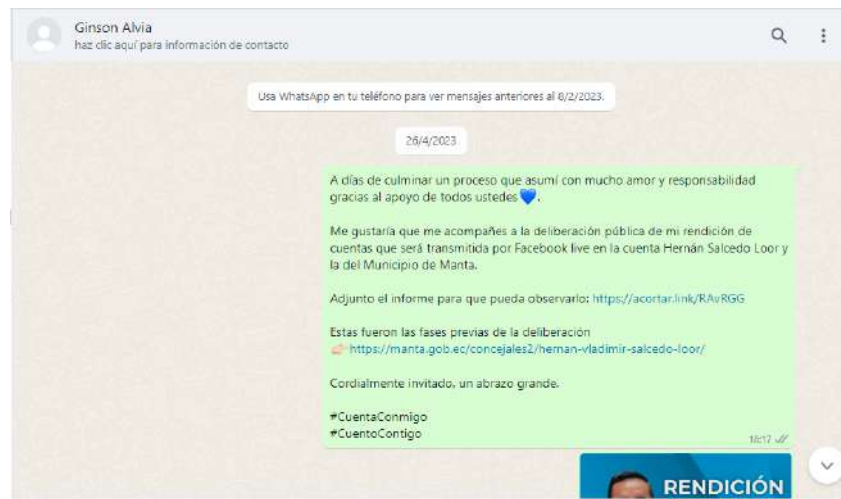 Ginson Alvia
haz clic aquí para información de contacto
Usa WhatsApp en tu teléfono para ver mensajes anteriores al 8/2/2023.
26/4/2023
A días de culminar un proceso que asumí con mucho amor y responsabilidad
gracias al apoyo de todos ustedes💙.
Me gustaría que me acompañes a la deliberación pública de mi rendición de
cuentas que será transmitida por Facebook live en la cuenta Hernán Salcedo Loor y
la del Municipio de Manta.
Adjunto el informe para que pueda observarlo: https://acortar.link/RAvRGG
Estas fueron las fases previas de la deliberación
👉🏻https://manta.gob.ec/concejales2/hernan-vladimir-salcedo-loor/
Cordialmente invitado, un abrazo grande.
#CuentaConmigo
#CuentoContigo
18:17
RENDICIÓN